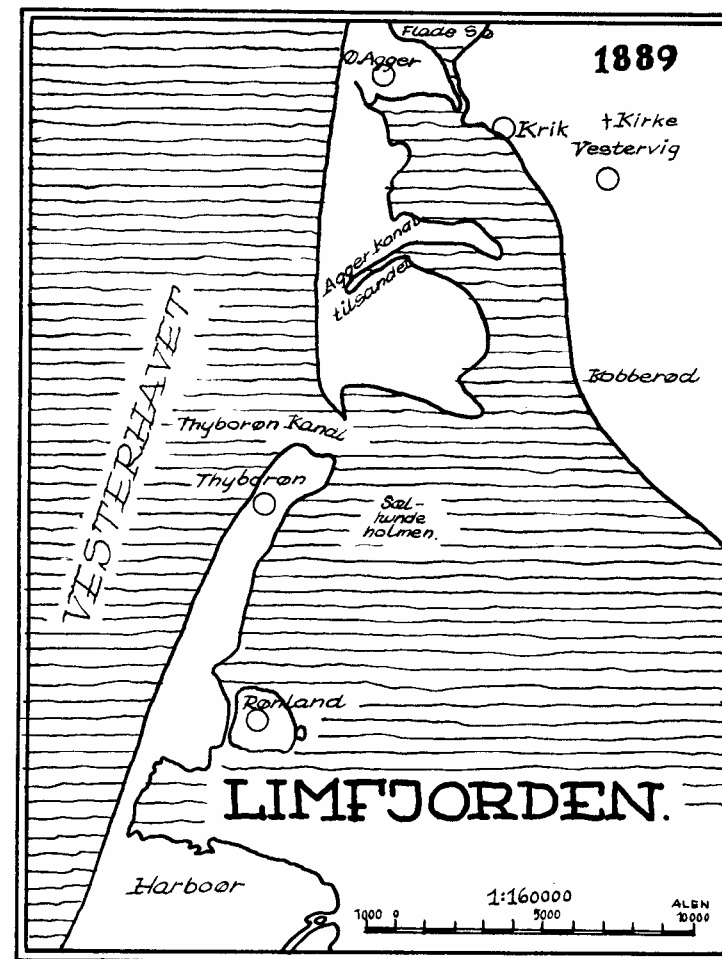 Flade Sø
1889
Ø Agger
Krik
†Kirke
Vestervig
Agger Kanal
tilsandet
VESTERHAVET
Kobberød
Thyborøn Kanal
Thyborøn
Sæl-
hunde
holmen.
Rønland
LIMFJORDEN.
Harboør
1:160000
ALEN
1000 0 5000 10000